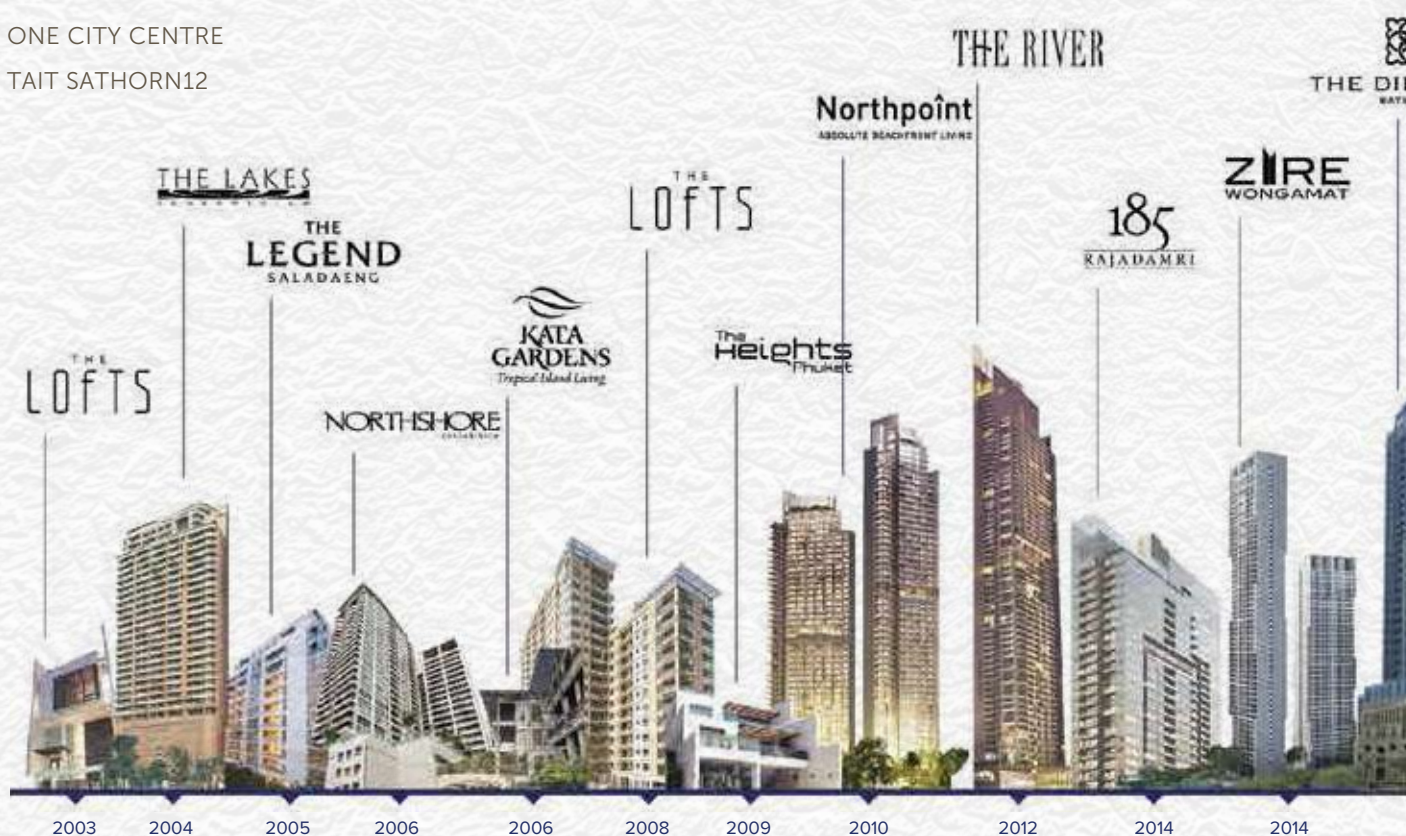 ONE CITY CENTRE
TAIT SATHORN12
THE RIVER
THE
Northpoint
ABSOLUTE BEACHFRONT LIVING
ZIRE
WONGAMAT
THE LAKES
THE
LOFTS
185
RAJADAMRI
THE
LEGEND
SALADAENG
KATA
GARDENS
Tropical Island Living
The
Heights
Phuket
THE
LOFTS
NORTHSHORE
2003
2004
2005
2006
2006
2008
2009
2010
2012
2014
2014